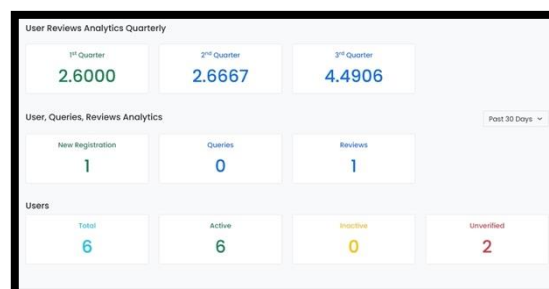 User Reviews Analytics Quarterly
1st Quarter
2nd Quarter
3rd Quarter
2.6000
2.6667
4.4906
User, Queries, Reviews Analytics
Past 30 Days
New Registration
Queries
Reviews
1
0
1
Users
Total
Active
Inactive
Unverified
6
6
0
2